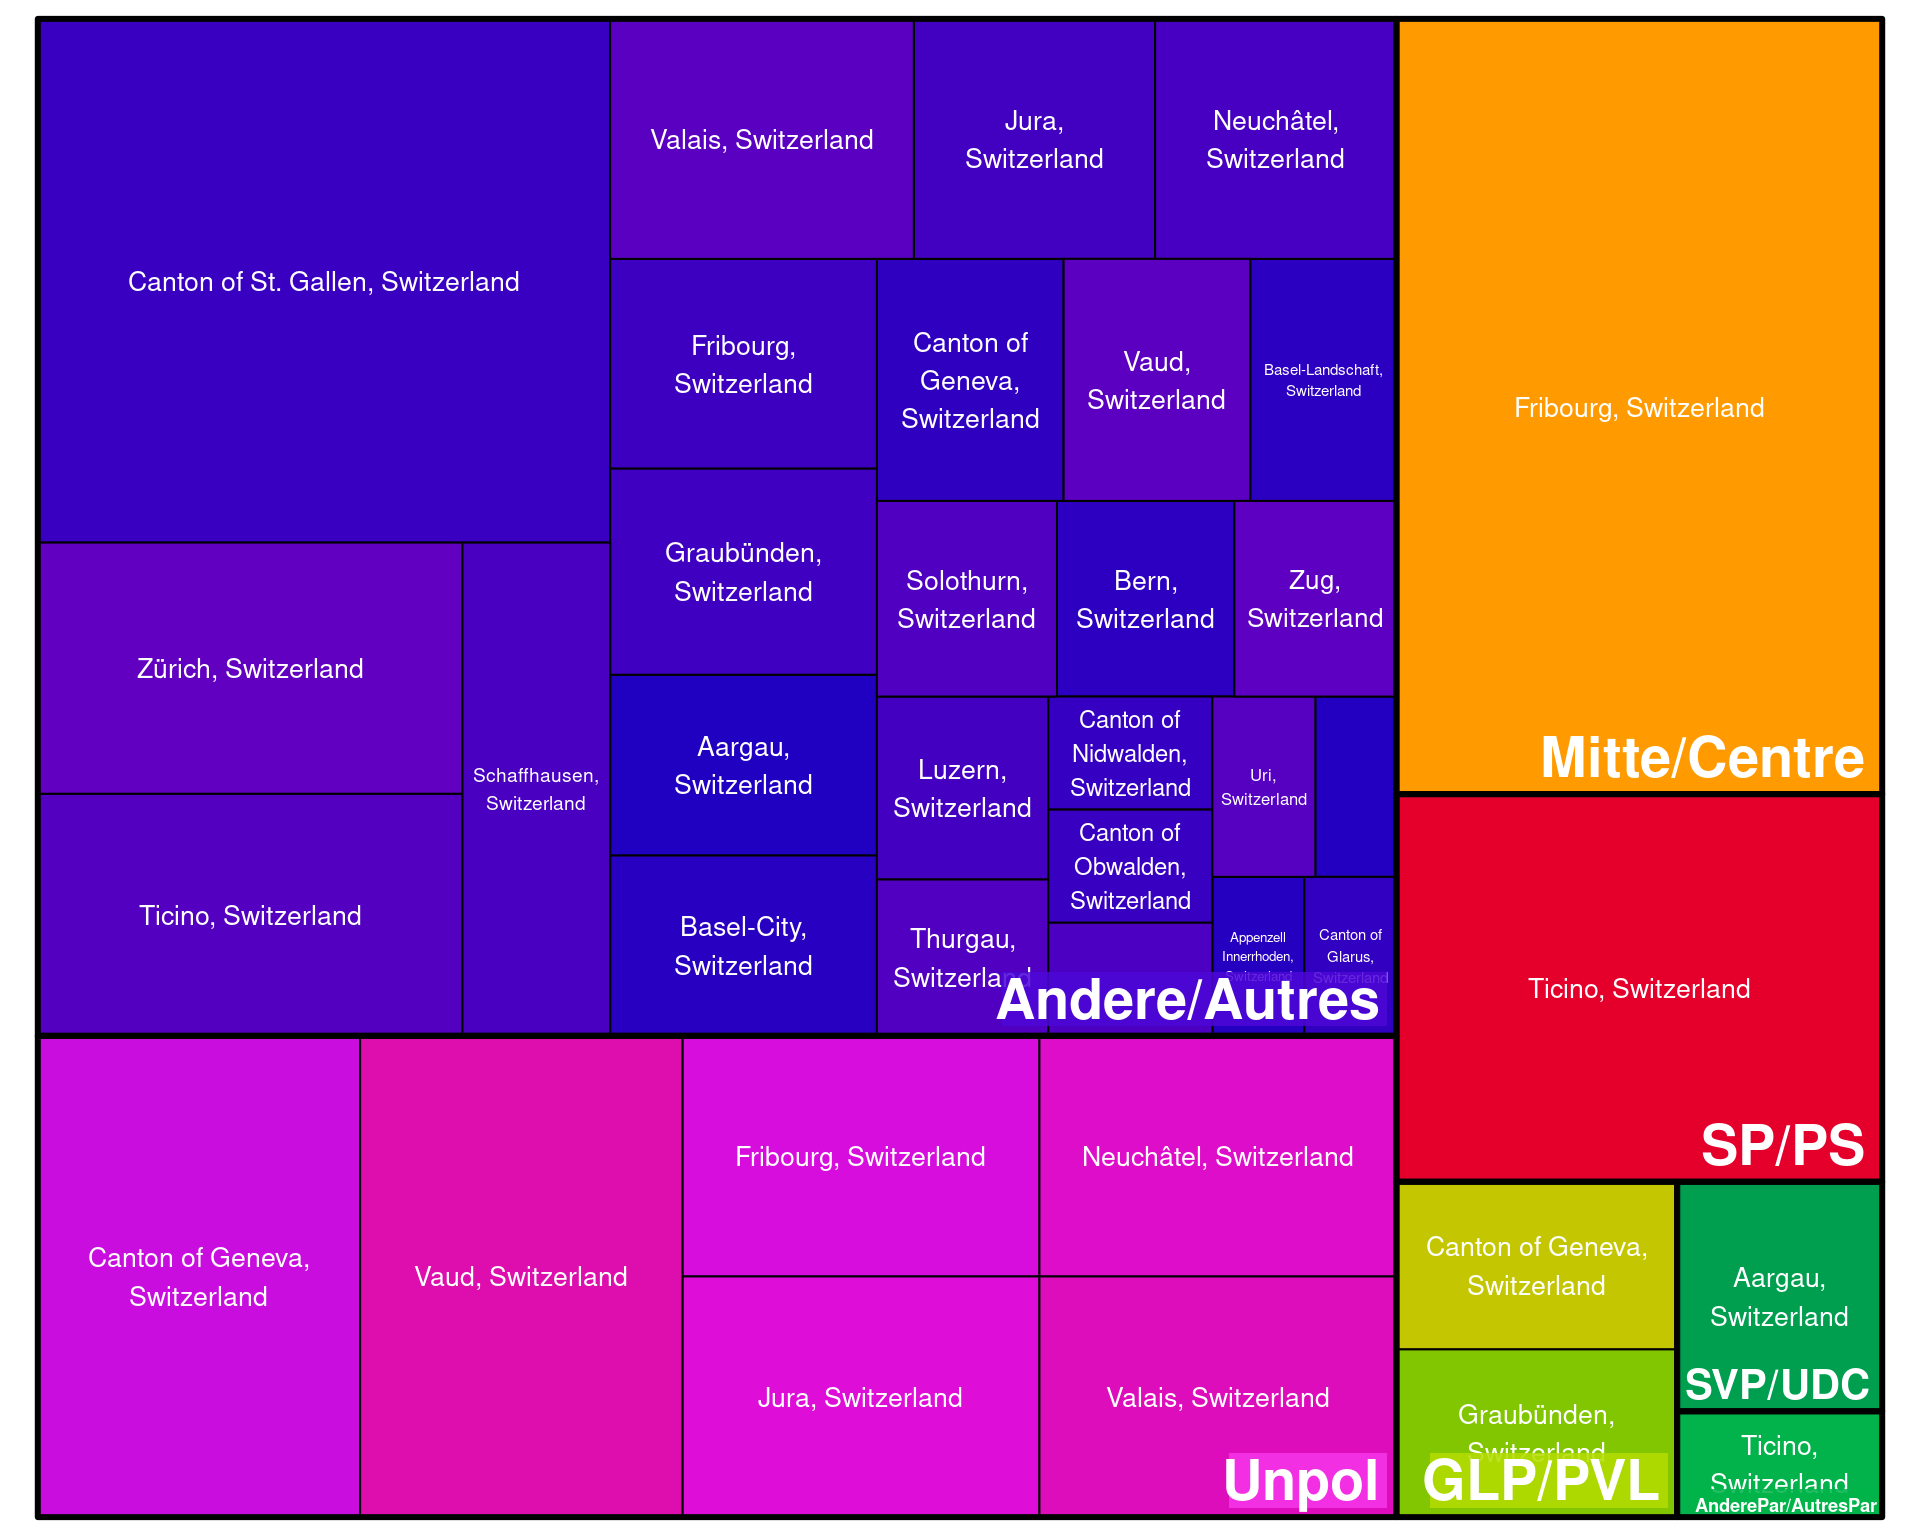 Canton of St. Gallen, Switzerland
Valais, Switzerland
Jura,
Switzerland
Neuchâtel,
Switzerland
Fribourg,
Switzerland
Canton of
Geneva,
Switzerland
Vaud,
Switzerland
Basel-Landschaft,
Switzerland
Graubünden,
Switzerland
Solothurn,
Switzerland
Bern,
Switzerland
Zug,
Switzerland
Zürich, Switzerland
Schaffhausen,
Switzerland
Ticino, Switzerland
Aargau,
Switzerland
Basel-City,
Switzerland
Luzern,
Switzerland
Canton of
Nidwalden,
Switzerland
Uri,
Switzerland
Canton of
Obwalden,
Switzerland
Thurgau,
Switzerland
Appenzell
Innerrhoden,
Switzerland
Canton of
Glarus,
Switzerland
Andere/Autres
Fribourg, Switzerland
Mitte/Centre
Ticino, Switzerland
SP/PS
Canton of Geneva,
Switzerland
Vaud, Switzerland
Fribourg, Switzerland
Neuchâtel, Switzerland
Jura, Switzerland
Valais, Switzerland
Unpol
Canton of Geneva,
Switzerland
Graubünden,
Switzerland
GLP/PVL
Aargau,
Switzerland
SVP/UDC
Ticino,
Switzerland
AnderePar/AutresPar